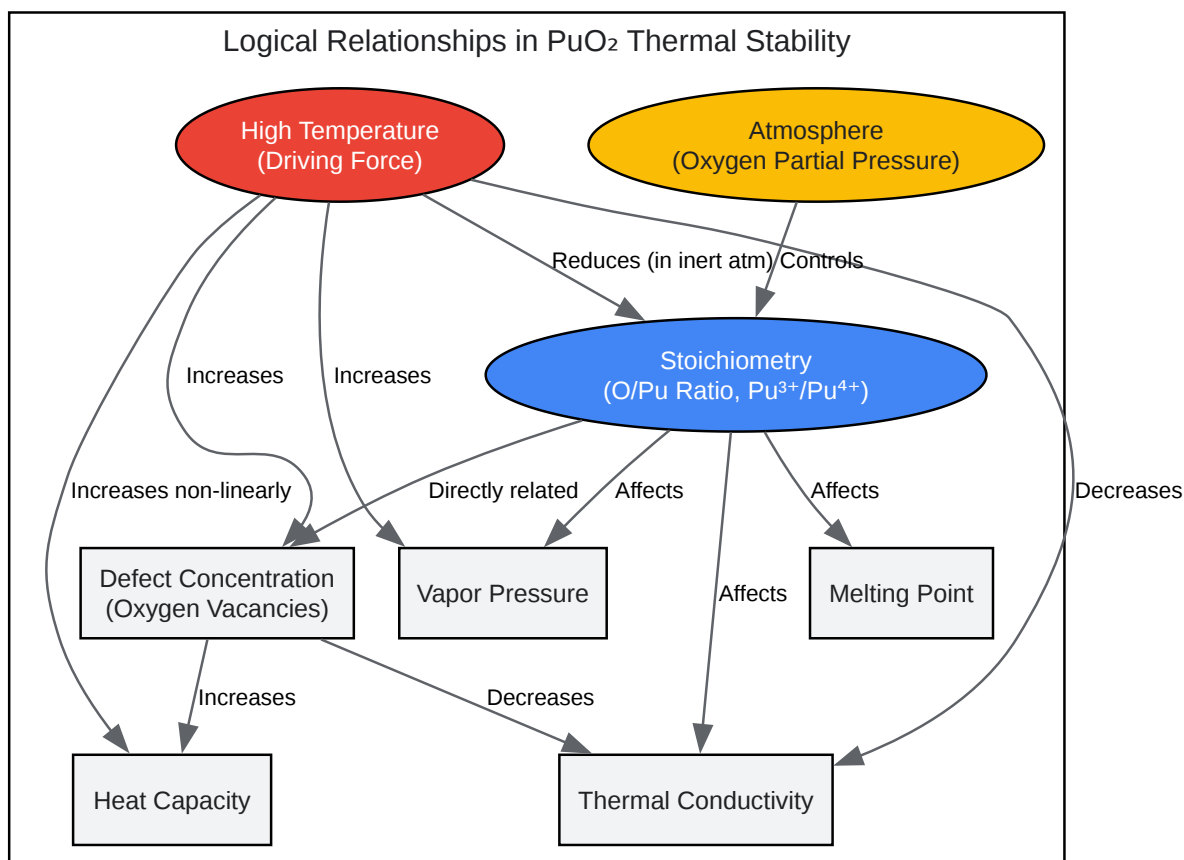 Logical Relationships in PuO₂ Thermal Stability
High Temperature
(Driving Force)
Atmosphere
(Oxygen Partial Pressure)
Reduces (in inert atm)
Controls
Stoichiometry
(O/Pu Ratio, Pu³⁺/Pu⁴⁺)
Increases
Increases
Increases non-linearly
Directly related
Affects
Affects
Decreases
Defect Concentration
(Oxygen Vacancies)
Vapor Pressure
Affects
Melting Point
Increases
Decreases
Heat Capacity
Thermal Conductivity